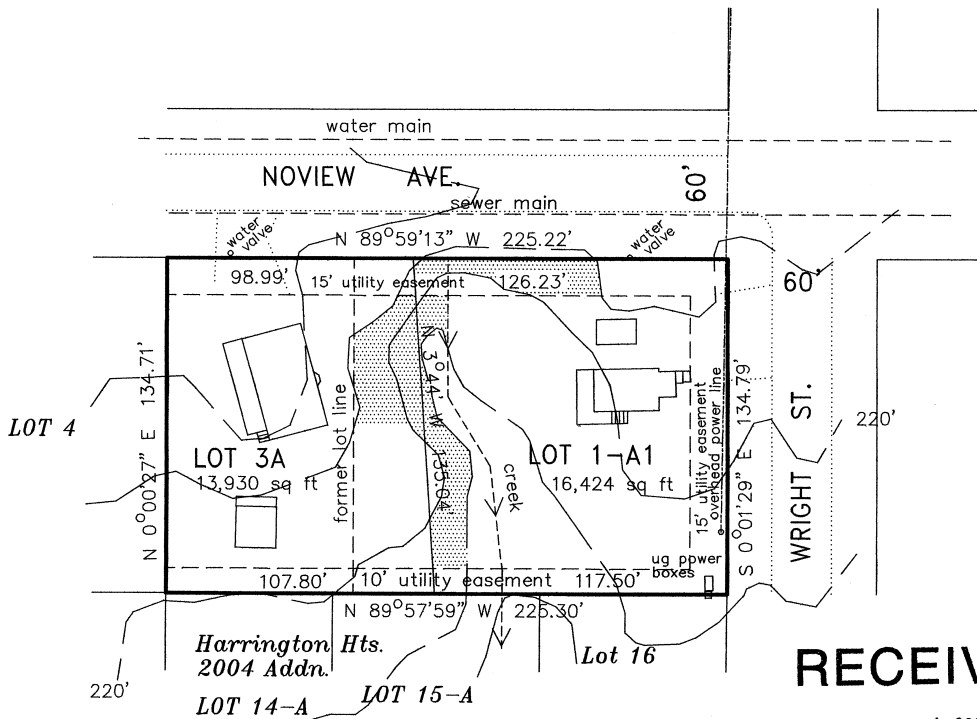 water main
NOVIEW AVE.
60'
sewer main
water valve
water valve
N 89°59'13" W 225.22'
60'
98.99'
15' utility easement
126.23'
N 0°00'27" E 134.71'
LOT 4
N 3°44' W 135.04'
former lot line
LOT 3A
13,930 sq ft
creek
LOT 1-A1
16,424 sq ft
15' utility easement
overhead power line
S 0°01'29" E 134.79'
WRIGHT ST.
220'
ug power boxes
107.80'
10' utility easement
117.50'
N 89°57'59" W 225.30'
Harrington Hts.
2004 Addn.
Lot 16
220'
LOT 14-A
LOT 15-A
RECEIV